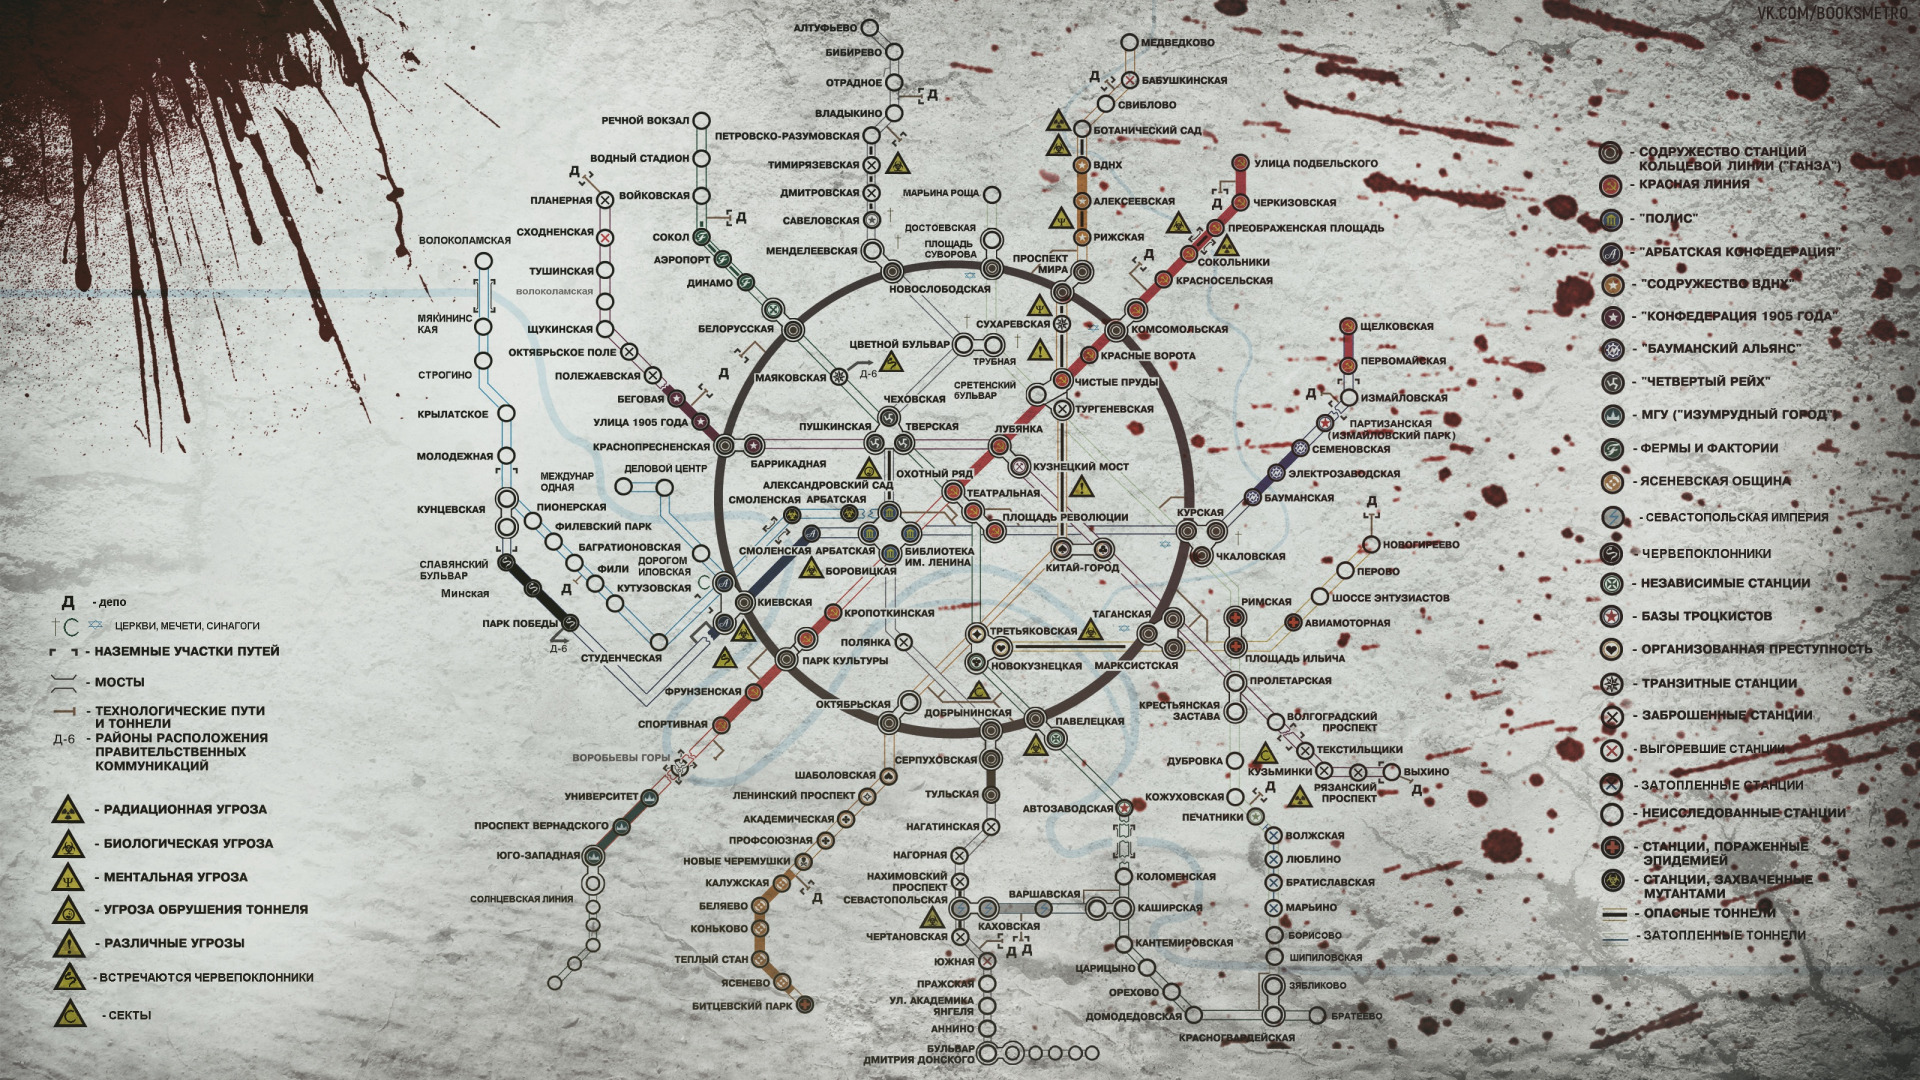 VK.COM/BOOKSMETRO
АЛТУФЬЕВО
БИБИРЕВО
ОТРАДНОЕ
Д
ВЛАДЫКИНО
ПЕТРОВСКО-РАЗУМОВСКАЯ
ТИМИРЯЗЕВСКАЯ
ДМИТРОВСКАЯ
САВЕЛОВСКАЯ
МЕНДЕЛЕЕВСКАЯ
НОВОСЛОБОДСКАЯ
МАРЬИНА РОЩА
ДОСТОЕВСКАЯ
ПЛОЩАДЬ
СУВОРОВА
МЕДВЕДКОВО
Д
БАБУШКИНСКАЯ
СВИБЛОВО
БОТАНИЧЕСКИЙ САД
ВДНХ
АЛЕКСЕЕВСКАЯ
РИЖСКАЯ
ПРОСПЕКТ
МИРА
УЛИЦА ПОДБЕЛЬСКОГО
Д
ЧЕРКИЗОВСКАЯ
ПРЕОБРАЖЕНСКАЯ ПЛОЩАДЬ
Д
СОКОЛЬНИКИ
КРАСНОСЕЛЬСКАЯ
КОМСОМОЛЬСКАЯ
КРАСНЫЕ ВОРОТА
ЧИСТЫЕ ПРУДЫ
ТУРГЕНЕВСКАЯ
СУХАРЕВСКАЯ
ЦВЕТНОЙ БУЛЬВАР
ТРУБНАЯ
СРЕТЕНСКИЙ
БУЛЬВАР
РЕЧНОЙ ВОКЗАЛ
ВОДНЫЙ СТАДИОН
ВОЙКОВСКАЯ
Д
СОКОЛ
АЭРОПОРТ
ДИНАМО
БЕЛОРУССКАЯ
МАЯКОВСКАЯ
Д-6
Д
ПЛАНЕРНАЯ
СХОДНЕНСКАЯ
ТУШИНСКАЯ
ВОЛОКОЛАМСКАЯ
ЩУКИНСКАЯ
ОКТЯБРЬСКОЕ ПОЛЕ
ПОЛЕЖАЕВСКАЯ
Д
БЕГОВАЯ
УЛИЦА 1905 ГОДА
КРАСНОПРЕСНЕНСКАЯ
БАРРИКАДНАЯ
ВОЛОКОЛАМСКАЯ
МЯКИНИНС
КАЯ
СТРОГИНО
КРЫЛАТСКОЕ
МОЛОДЕЖНАЯ
КУНЦЕВСКАЯ
СЛАВЯНСКИЙ
БУЛЬВАР
Минская
ПАРК ПОБЕДЫ
Д-6
МЕЖДУНАР
ОДНАЯ
ДЕЛОВОЙ ЦЕНТР
ПИОНЕРСКАЯ
ФИЛЕВСКИЙ ПАРК
БАГРАТИОНОВСКАЯ
ДОРОГОМ
ИЛОВСКАЯ
ФИЛИ
Д
КУТУЗОВСКАЯ
СТУДЕНЧЕСКАЯ
КИЕВСКАЯ
ЧЕХОВСКАЯ
ПУШКИНСКАЯ
ТВЕРСКАЯ
ЛУБЯНКА
КУЗНЕЦКИЙ МОСТ
ОХОТНЫЙ РЯД
АЛЕКСАНДРОВСКИЙ САД
СМОЛЕНСКАЯ
АРБАТСКАЯ
ТЕАТРАЛЬНАЯ
ПЛОЩАДЬ РЕВОЛЮЦИИ
СМОЛЕНСКАЯ
АРБАТСКАЯ
БИБЛИОТЕКА
ИМ. ЛЕНИНА
БОРОВИЦКАЯ
КИТАЙ-ГОРОД
КУРСКАЯ
ЧКАЛОВСКАЯ
ЩЕЛКОВСКАЯ
ПЕРВОМАЙСКАЯ
Д
ИЗМАЙЛОВСКАЯ
ПАРТИЗАНСКАЯ
(ИЗМАЙЛОВСКИЙ ПАРК)
СЕМЕНОВСКАЯ
ЭЛЕКТРОЗАВОДСКАЯ
БАУМАНСКАЯ
Д
НОВОГИРЕЕВО
ПЕРОВО
ШОССЕ ЭНТУЗИАСТОВ
АВИАМОТОРНАЯ
РИМСКАЯ
ПЛОЩАДЬ ИЛЬИЧА
ТАГАНСКАЯ
МАРКСИСТСКАЯ
ТРЕТЬЯКОВСКАЯ
НОВОКУЗНЕЦКАЯ
КРОПОТКИНСКАЯ
ПОЛЯНКА
ПАРК КУЛЬТУРЫ
ФРУНЗЕНСКАЯ
СПОРТИВНАЯ
ВОРОБЬЕВЫ ГОРЫ
УНИВЕРСИТЕТ
ПРОСПЕКТ ВЕРНАДСКОГО
ЮГО-ЗАПАДНАЯ
СОЛНЦЕВСКАЯ ЛИНИЯ
ОКТЯБРЬСКАЯ
ДОБРЫНИНСКАЯ
ПАВЕЛЕЦКАЯ
СЕРПУХОВСКАЯ
ТУЛЬСКАЯ
НАГАТИНСКАЯ
НАГОРНАЯ
НАХИМОВСКИЙ
ПРОСПЕКТ
СЕВАСТОПОЛЬСКАЯ
ЧЕРТАНОВСКАЯ
Д Д
КАХОВСКАЯ
ВАРШАВСКАЯ
ЮЖНАЯ
ПРАЖСКАЯ
УЛ. АКАДЕМИКА
ЯНГЕЛЯ
АННИНО
БУЛЬВАР
ДМИТРИЯ ДОНСКОГО
ШАБОЛОВСКАЯ
ЛЕНИНСКИЙ ПРОСПЕКТ
АКАДЕМИЧЕСКАЯ
ПРОФСОЮЗНАЯ
НОВЫЕ ЧЕРЕМУШКИ
КАЛУЖСКАЯ
Д
БЕЛЯЕВО
КОНЬКОВО
ТЕПЛЫЙ СТАН
ЯСЕНЕВО
БИТЦЕВСКИЙ ПАРК
АВТОЗАВОДСКАЯ
КОЛОМЕНСКАЯ
КАШИРСКАЯ
КАНТЕМИРОВСКАЯ
ЦАРИЦЫНО
ОРЕХОВО
ДОМОДЕДОВСКАЯ
КРАСНОГВАРДЕЙСКАЯ
ПРОЛЕТАРСКАЯ
КРЕСТЬЯНСКАЯ
ЗАСТАВА
ВОЛГОГРАДСКИЙ
ПРОСПЕКТ
ТЕКСТИЛЬЩИКИ
КУЗЬМИНКИ
ВЫХИНО
РЯЗАНСКИЙ
ПРОСПЕКТ
Д
Д
ДУБРОВКА
КОЖУХОВСКАЯ
ПЕЧАТНИКИ
ВОЛЖСКАЯ
ЛЮБЛИНО
БРАТИСЛАВСКАЯ
МАРЬИНО
БОРИСОВО
ШИПИЛОВСКАЯ
ЗЯБЛИКОВО
БРАТЕЕВО
Д - депо
ЦЕРКВИ, МЕЧЕТИ, СИНАГОГИ
- НАЗЕМНЫЕ УЧАСТКИ ПУТЕЙ
- МОСТЫ
- ТЕХНОЛОГИЧЕСКИЕ ПУТИ
И ТОННЕЛИ
Д-6 - РАЙОНЫ РАСПОЛОЖЕНИЯ
ПРАВИТЕЛЬСТВЕННЫХ
КОММУНИКАЦИЙ
- РАДИАЦИОННАЯ УГРОЗА
- БИОЛОГИЧЕСКАЯ УГРОЗА
- МЕНТАЛЬНАЯ УГРОЗА
- УГРОЗА ОБРУШЕНИЯ ТОННЕЛЯ
- РАЗЛИЧНЫЕ УГРОЗЫ
- ВСТРЕЧАЮТСЯ ЧЕРВЕПОКЛОННИКИ
- СЕКТЫ
- СОДРУЖЕСТВО СТАНЦИЙ
КОЛЬЦЕВОЙ ЛИНИИ ("ГАНЗА")
- КРАСНАЯ ЛИНИЯ
- "ПОЛИС"
- "АРБАТСКАЯ КОНФЕДЕРАЦИЯ"
- "СОДРУЖЕСТВО ВДНХ"
- "КОНФЕДЕРАЦИЯ 1905 ГОДА"
- "БАУМАНСКИЙ АЛЬЯНС"
- "ЧЕТВЕРТЫЙ РЕЙХ"
- МГУ ("ИЗУМРУДНЫЙ ГОРОД")
- ФЕРМЫ И ФАКТОРИИ
- ЯСЕНЕВСКАЯ ОБЩИНА
- СЕВАСТОПОЛЬСКАЯ ИМПЕРИЯ
- ЧЕРВЕПОКЛОННИКИ
- НЕЗАВИСИМЫЕ СТАНЦИИ
- БАЗЫ ТРОЦКИСТОВ
- ОРГАНИЗОВАННАЯ ПРЕСТУПНОСТЬ
- ТРАНЗИТНЫЕ СТАНЦИИ
- ЗАБРОШЕННЫЕ СТАНЦИИ
- ВЫГОРЕВШИЕ СТАНЦИИ
- ЗАТОПЛЕННЫЕ СТАНЦИИ
- НЕИССЛЕДОВАННЫЕ СТАНЦИИ
- СТАНЦИИ, ПОРАЖЕННЫЕ
ЭПИДЕМИЕЙ
- СТАНЦИИ, ЗАХВАЧЕННЫЕ
МУТАНТАМИ
- ОПАСНЫЕ ТОННЕЛИ
- ЗАТОПЛЕННЫЕ ТОННЕЛИ